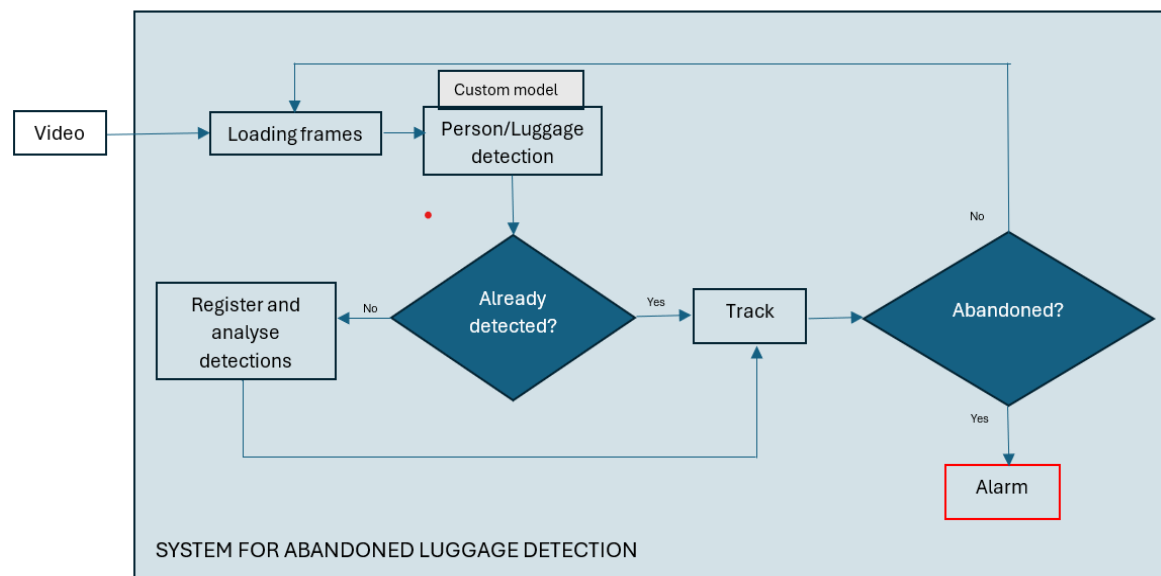 Custom model
Video
Loading frames
Person/Luggage
detection
No
Register and
analyse
detections
No
Already
detected?
Yes
Track
Abandoned?
Yes
Alarm
SYSTEM FOR ABANDONED LUGGAGE DETECTION